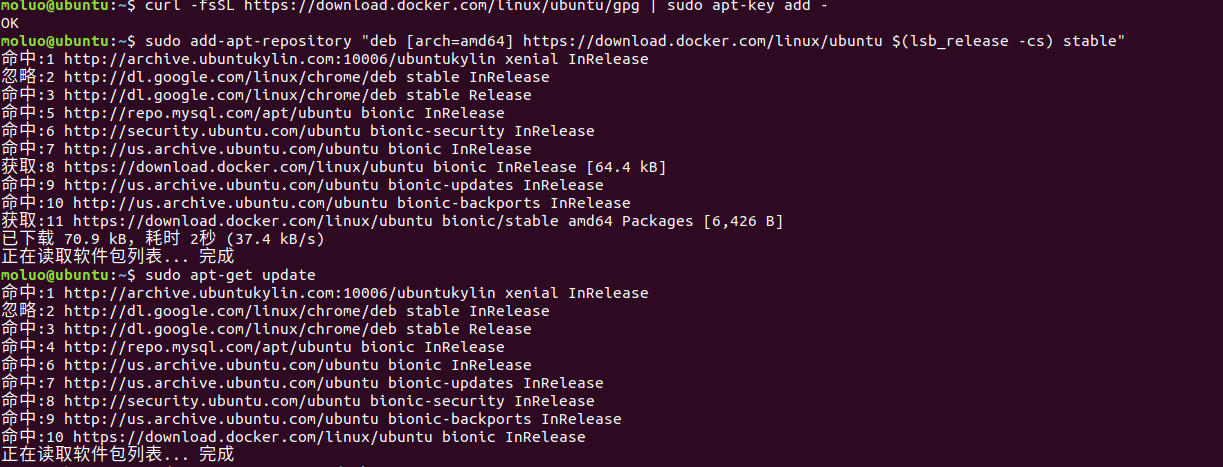 moluo@ubuntu:~$ curl -fsSL https://download.docker.com/linux/ubuntu/gpg | sudo apt-key add -
OK
moluo@ubuntu:~$ sudo add-apt-repository "deb [arch=amd64] https://download.docker.com/linux/ubuntu $(lsb_release -cs) stable"
命中:1 http://archive.ubuntukylin.com:10006/ubuntukylin xenial InRelease
忽略:2 http://dl.google.com/linux/chrome/deb stable InRelease
命中:3 http://dl.google.com/linux/chrome/deb stable Release
命中:5 http://repo.mysql.com/apt/ubuntu bionic InRelease
命中:6 http://security.ubuntu.com/ubuntu bionic-security InRelease
命中:7 http://us.archive.ubuntu.com/ubuntu bionic InRelease
获取:8 https://download.docker.com/linux/ubuntu bionic InRelease [64.4 kB]
命中:9 http://us.archive.ubuntu.com/ubuntu bionic-updates InRelease
命中:10 http://us.archive.ubuntu.com/ubuntu bionic-backports InRelease
获取:11 https://download.docker.com/linux/ubuntu bionic/stable amd64 Packages [6,426 B]
已下载 70.9 kB，耗时 2秒 (37.4 kB/s)
正在读取软件包列表... 完成
moluo@ubuntu:~$ sudo apt-get update
命中:1 http://archive.ubuntukylin.com:10006/ubuntukylin xenial InRelease
忽略:2 http://dl.google.com/linux/chrome/deb stable InRelease
命中:3 http://dl.google.com/linux/chrome/deb stable Release
命中:4 http://repo.mysql.com/apt/ubuntu bionic InRelease
命中:6 http://us.archive.ubuntu.com/ubuntu bionic InRelease
命中:7 http://us.archive.ubuntu.com/ubuntu bionic-updates InRelease
命中:8 http://security.ubuntu.com/ubuntu bionic-security InRelease
命中:9 http://us.archive.ubuntu.com/ubuntu bionic-backports InRelease
命中:10 https://download.docker.com/linux/ubuntu bionic InRelease
正在读取软件包列表... 完成